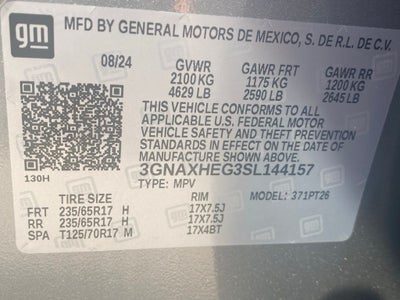 gm
MFD BY GENERAL MOTORS DE MEXICO, S. DE R.L. DE C.V.
08/24 GVWR GAWR FRT GAWR RR
2100 KG 1175 KG 1200 KG
4629 LB 2590 LB 2645 LB
THIS VEHICLE CONFORMS TO ALL
APPLICABLE U.S. FEDERAL MOTOR
VEHICLE SAFETY AND THEFT PREVENTION
STANDARDS IN EFFECT ON THE DATE OF
MANUFACTURE SHOWN ABOVE.
3GNAXHEG3SL144157
130H TYPE: MPV MODEL: 371PT26
TIRE SIZE RIM
FRT 235/65R17 H 17X7.5J
RR 235/65R17 H 17X7.5J
SPA T125/70R17 M 17X4BT